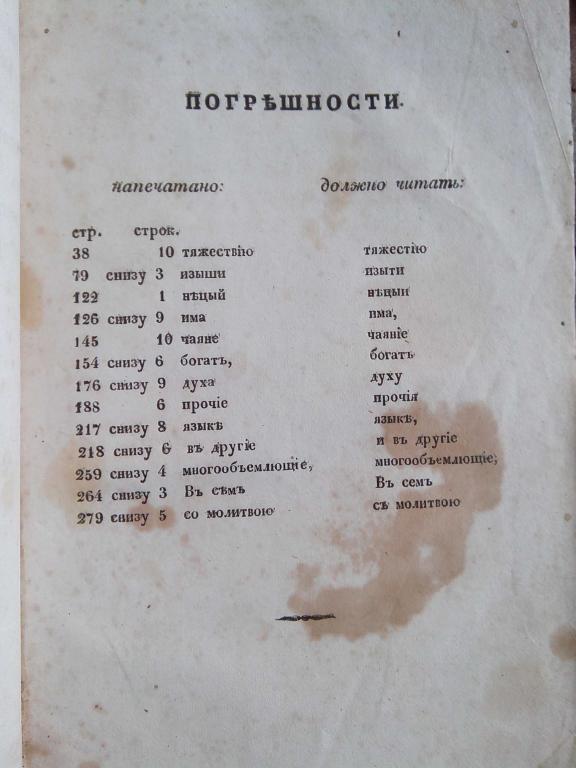 ПОГРѢШНОСТИ.
напечатано: должно читать:
стр. строк.
38 10 тяжествію тяжестію
79 снизу 3 изыши изыти
122 1 нѣцый нѣцыи
126 снизу 9 има има,
145 10 чаяне чаяніе
154 снизу 6 богатъ, богатъ
176 снизу 9 духа духу
188 6 прочіе прочія
217 снизу 8 языкѣ языкѣ,
218 снизу 6 въ другіе и въ другіе
259 снизу 4 многообъемлющіе, многообъемлющіе;
264 снизу 3 Въ сѣмъ Въ семъ
279 снизу 5 со молитвою съ молитвою